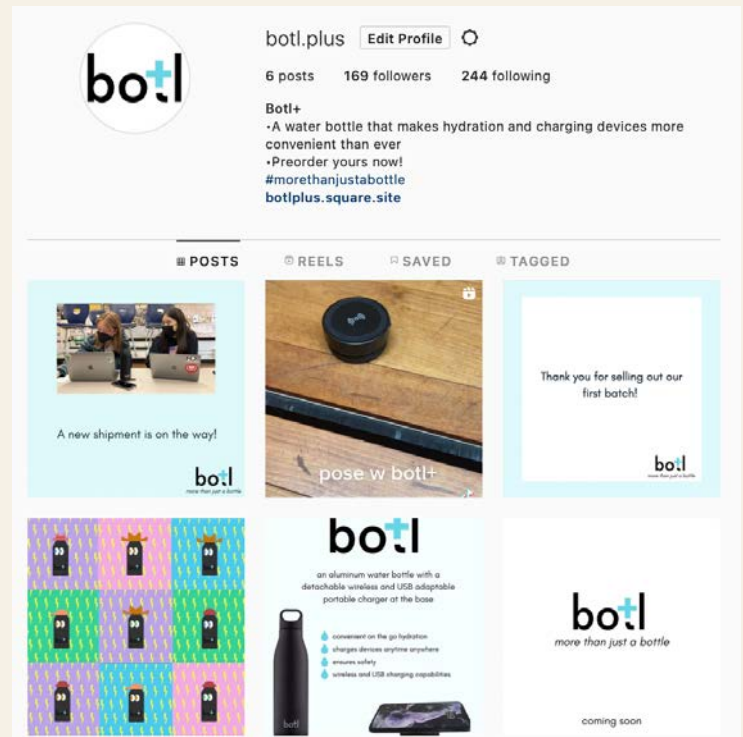 botl
botl.plus Edit Profile
6 posts 169 followers 244 following
Botl+
•A water bottle that makes hydration and charging devices more
convenient than ever
•Preorder yours now!
#morethanjustabottle
botlplus.square.site
POSTS REELS SAVED TAGGED
A new shipment is on the way!
botl
more than just a bottle
pose w botl+
Thank you for selling out our
first batch!
botl
more than just a bottle
botl
an aluminum water bottle with a
detachable wireless and USB adaptable
portable charger at the base
convenient on the go hydration
charges devices anytime anywhere
ensures safety
wireless and USB charging capabilities
botl
botl
more than just a bottle
coming soon